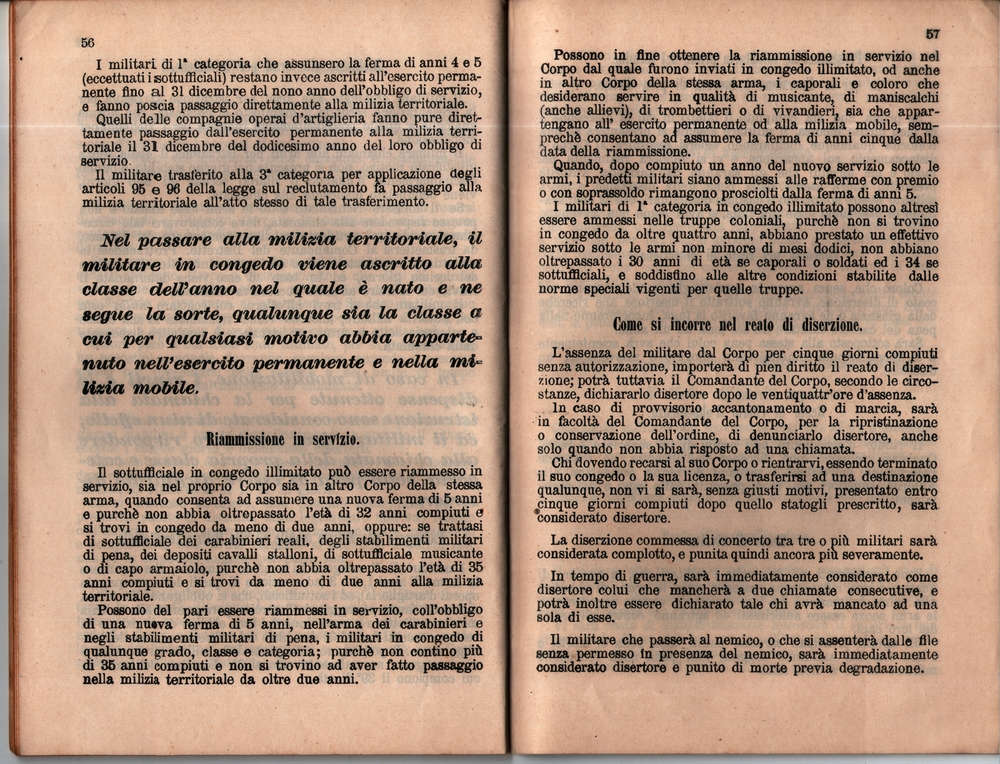 56
I militari di 1ª categoria che assunsero la ferma di anni 4 e 5
(eccettuati i sottufficiali) restano invece ascritti all'esercito perma-
nente fino al 31 dicembre del nono anno dell'obbligo di servizio,
e fanno poscia passaggio direttamente alla milizia territoriale.
Quelli delle compagnie operai d'artiglieria fanno pure diret-
tamente passaggio dall'esercito permanente alla milizia terri-
toriale il 31 dicembre del dodicesimo anno del loro obbligo di
servizio.
Il militare trasferito alla 3ª categoria per applicazione degli
articoli 95 e 96 della legge sul reclutamento fa passaggio alla
milizia territoriale all'atto stesso di tale trasferimento.
Nel passare alla milizia territoriale, il
militare in congedo viene ascritto alla
classe dell'anno nel quale è nato e ne
segue la sorte, qualunque sia la classe a
cui per qualsiasi motivo abbia apparte-
nuto nell'esercito permanente e nella mi-
lizia mobile.
Riammissione in servizio.
Il sottufficiale in congedo illimitato può essere riammesso in
servizio, sia nel proprio Corpo sia in altro Corpo della stessa
arma, quando consenta ad assumere una nuova ferma di 5 anni
e purchè non abbia oltrepassato l'età di 32 anni compiuti e
si trovi in congedo da meno di due anni, oppure: se trattasi
di sottufficale dei carabinieri reali, degli stabilimenti militari
di pena, dei depositi cavalli stalloni, di sottufficiale musicante
o di capo armaiolo, purchè non abbia oltrepassato l'età di 35
anni compiuti e si trovi da meno di due anni alla milizia
territoriale.
Possono del pari essere riammessi in servizio, coll'obbligo
di una nuova ferma di 5 anni, nell'arma dei carabinieri e
negli stabilimenti militari di pena, i militari in congedo di
qualunque grado, classe e categoria; purchè non contino più
di 35 anni compiuti e non si trovino ad aver fatto passaggio
nella milizia territoriale da oltre due anni.
57
Possono in fine ottenere la riammissione in servizio nel
Corpo dal quale furono inviati in congedo illimitato, od anche
in altro Corpo della stessa arma, i caporali e coloro che
desiderano servire in qualità di musicante, di maniscalchi
(anche allievi), di trombettieri o di vivandieri, sia che appar-
tengano all' esercito permanente od alla milizia mobile, sem-
prechè consentano ad assumere la ferma di anni cinque dalla
data della riammissione.
Quando, dopo compiuto un anno del nuovo servizio sotto le
armi, i predetti militari siano ammessi alle rafferme con premio
o con soprassoldo rimangono prosciolti dalla ferma di anni 5.
I militari di 1ª categoria in congedo illimitato possono altresì
essere ammessi nelle truppe coloniali, purchè non si trovino
in congedo da oltre quattro anni, abbiano prestato un effettivo
servizio sotto le armi non minore di mesi dodici, non abbiano
oltrepassato i 30 anni di età se caporali o soldati ed i 34 se
sottufficiali, e soddisfino alle altre condizioni stabilite dalle
norme speciali vigenti per quelle truppe.
Come si incorre nel reato di diserzione.
L'assenza del militare dal Corpo per cinque giorni compiuti
senza autorizzazione, importerà di pien diritto il reato di diser-
zione; potrà tuttavia il Comandante del Corpo, secondo le circo-
stanze, dichiararlo disertore dopo le ventiquattr'ore d'assenza.
In caso di provvisorio accantonamento o di marcia, sarà
in facoltà del Comandante del Corpo, per la ripristinazione
o conservazione dell'ordine, di denunciarlo disertore, anche
solo quando non abbia risposto ad una chiamata.
Chi dovendo recarsi al suo Corpo o rientrarvi, essendo terminato
il suo congedo o la sua licenza, o trasferirsi ad una destinazione
qualunque, non vi si sarà, senza giusti motivi, presentato entro
cinque giorni compiuti dopo quello statogli prescritto, sarà
considerato disertore.
La diserzione commessa di concerto tra tre o più militari sarà
considerata complotto, e punita quindi ancora più severamente.
In tempo di guerra, sarà immediatamente considerato come
disertore colui che mancherà a due chiamate consecutive, e
potrà inoltre essere dichiarato tale chi avrà mancato ad una
sola di esse.
Il militare che passerà al nemico, o che si assenterà dalle file
senza permesso in presenza del nemico, sarà immediatamente
considerato disertore e punito di morte previa degradazione.